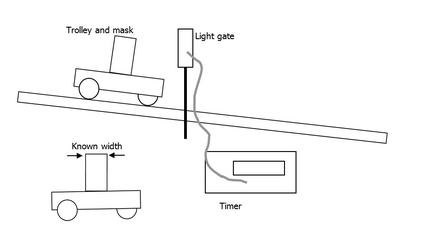 Trolley and mask
Light gate
Known width
Timer